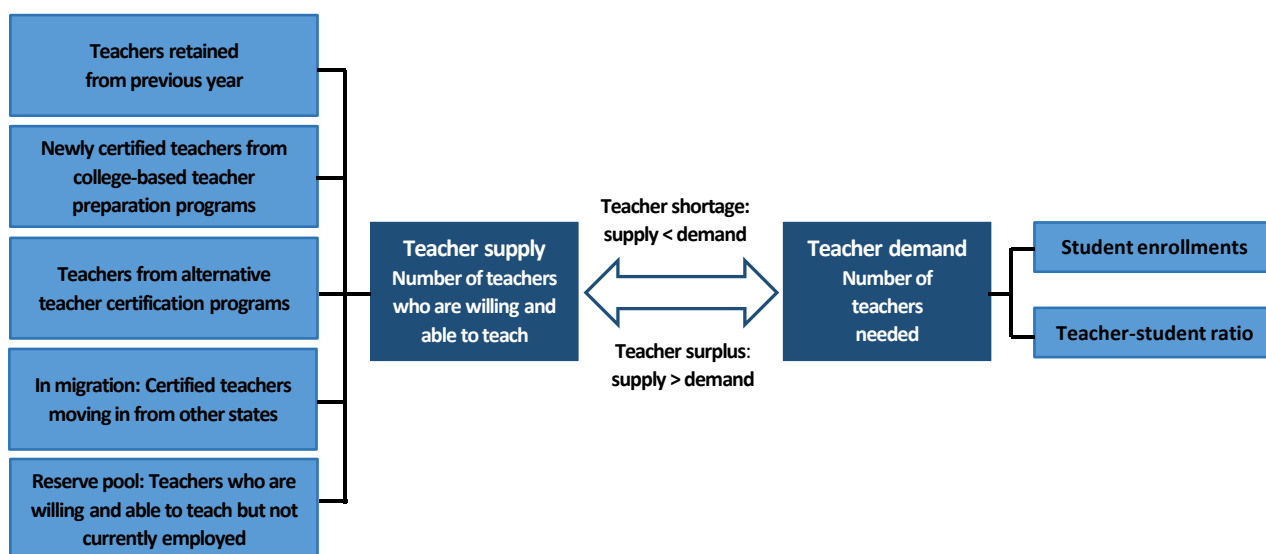 Teachers retained
from previous year
Newly certified teachers from
college-based teacher
preparation programs
Teachers from alternative
teacher certification programs
In migration: Certified teachers
moving in from other states
Reserve pool: Teachers who are
willing and able to teach but not
currently employed
Teacher supply
Number of teachers
who are willing and
able to teach
Teacher shortage:
supply < demand
Teacher surplus:
supply > demand
Teacher demand
Number of
teachers
needed
Student enrollments
Teacher-student ratio